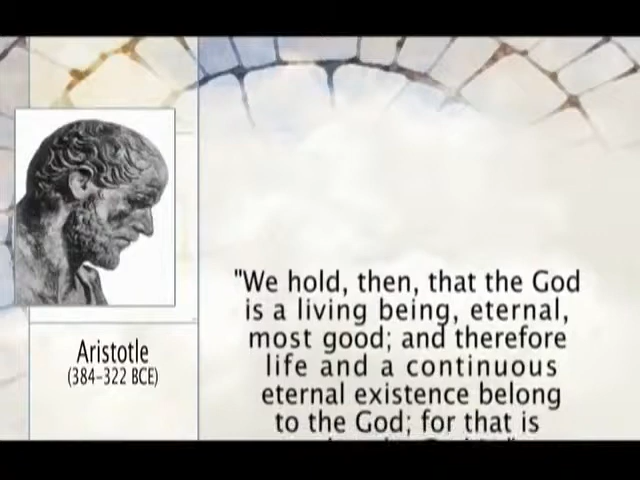 Aristotle
(384–322 BCE)
"We hold, then, that the God
is a living being, eternal,
most good; and therefore
life and a continuous
eternal existence belong
to the God; for that is